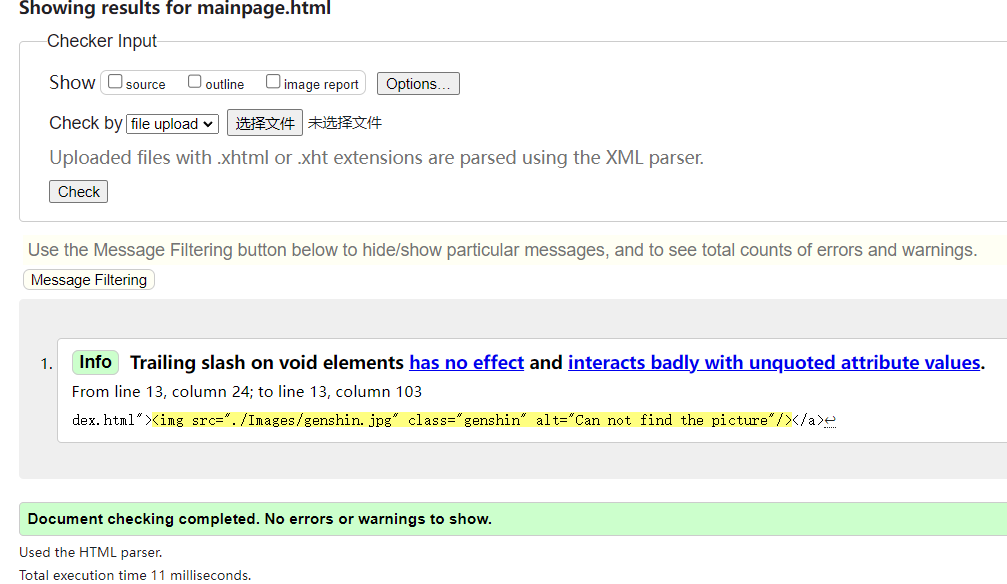 Showing results for mainpage.html
Checker Input
Show source outline image report Options...
Check by file upload 选择文件 未选择文件
Uploaded files with .xhtml or .xht extensions are parsed using the XML parser.
Check
Use the Message Filtering button below to hide/show particular messages, and to see total counts of errors and warnings.
Message Filtering
1. Info Trailing slash on void elements has no effect and interacts badly with unquoted attribute values.
From line 13, column 24; to line 13, column 103
dex.html"><img src="./Images/genshin.jpg" class="genshin" alt="Can not find the picture"/></a>↩
Document checking completed. No errors or warnings to show.
Used the HTML parser.
Total execution time 11 milliseconds.